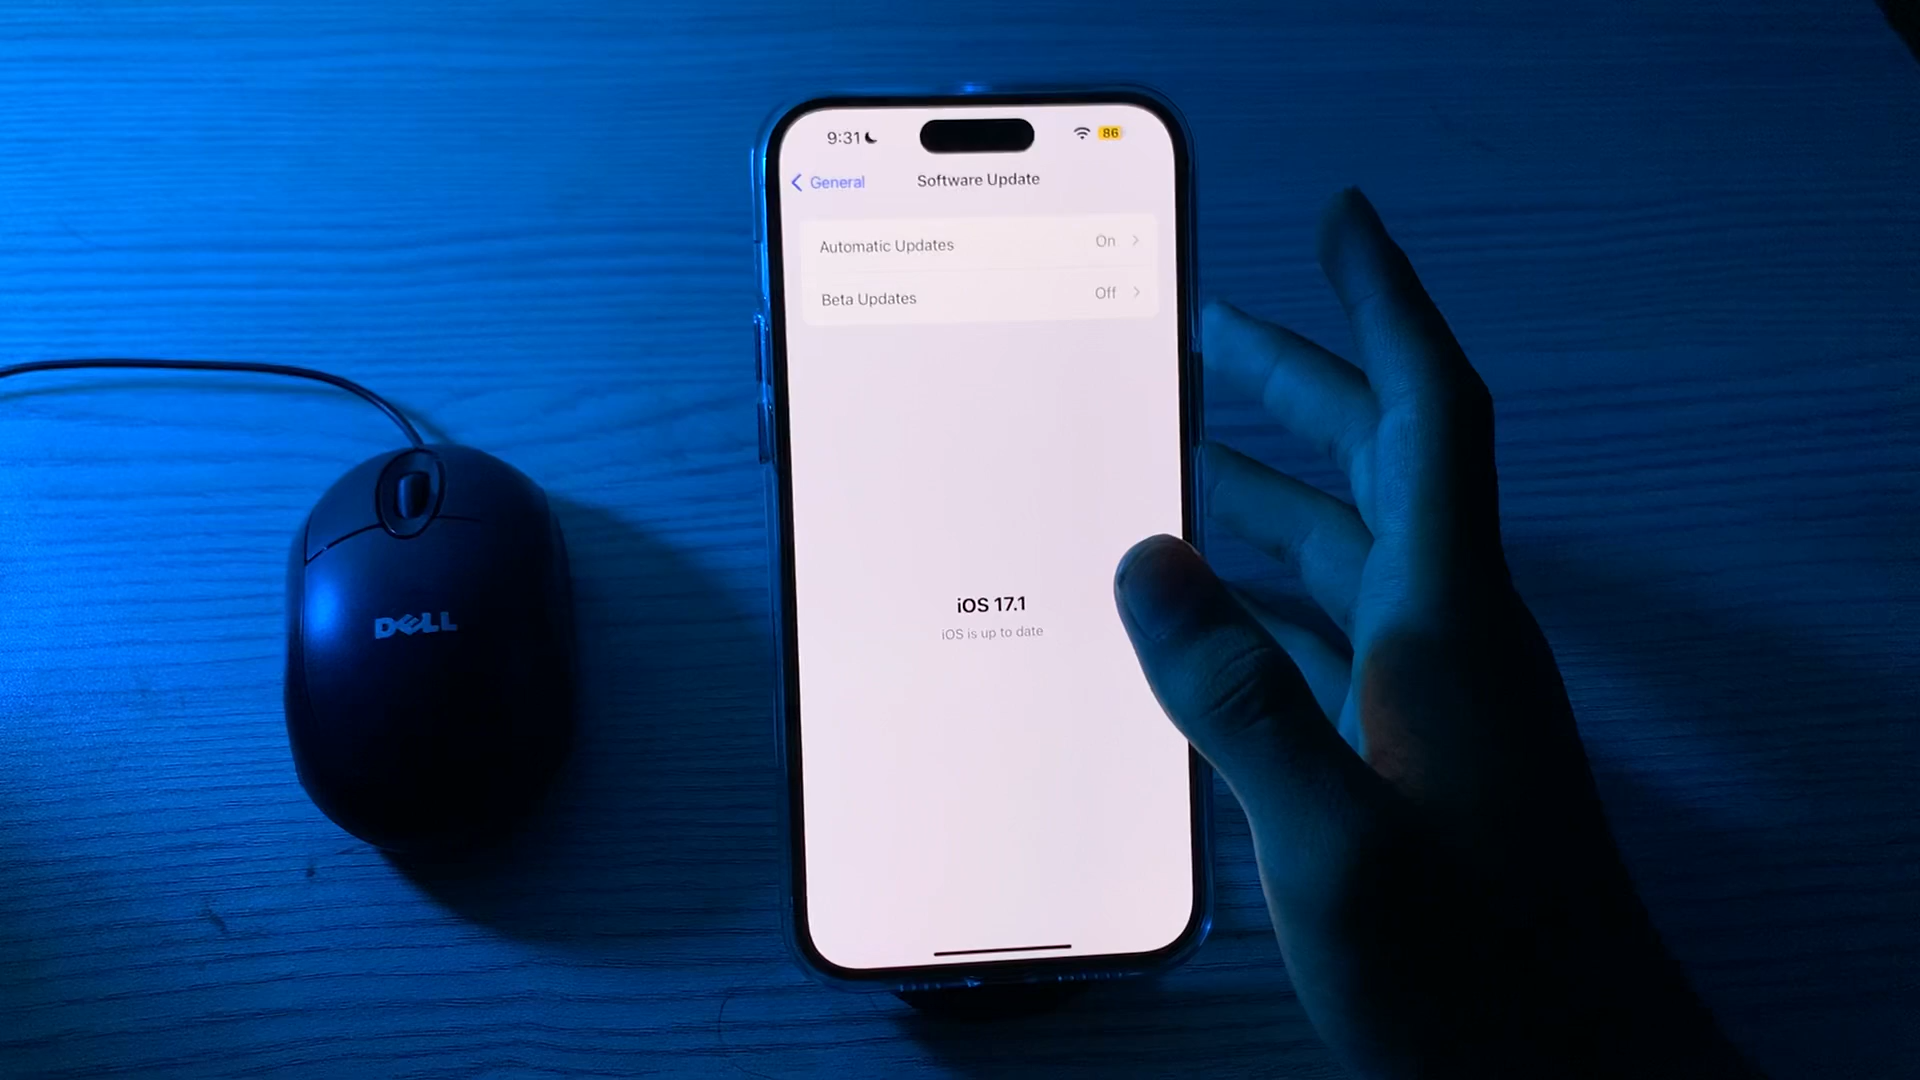 9:31
86
General
Software Update
Automatic Updates
On
Beta Updates
Off
iOS 17.1
iOS is up to date
DELL